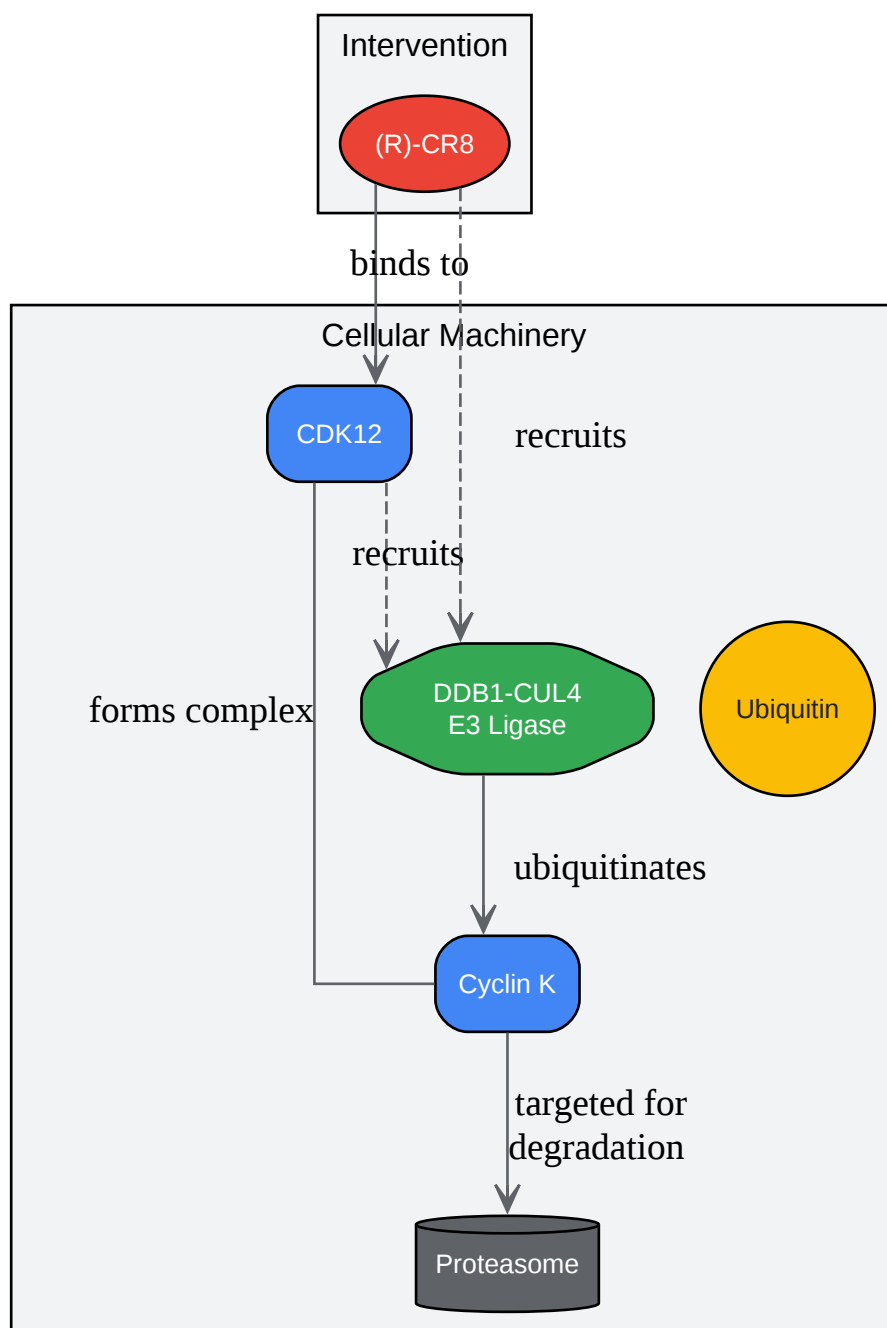 Intervention
(R)-CR8
binds to
Cellular Machinery
CDK12
recruits
recruits
DDB1-CUL4
E3 Ligase
Ubiquitin
forms complex
ubiquitinates
Cyclin K
targeted for
degradation
Proteasome